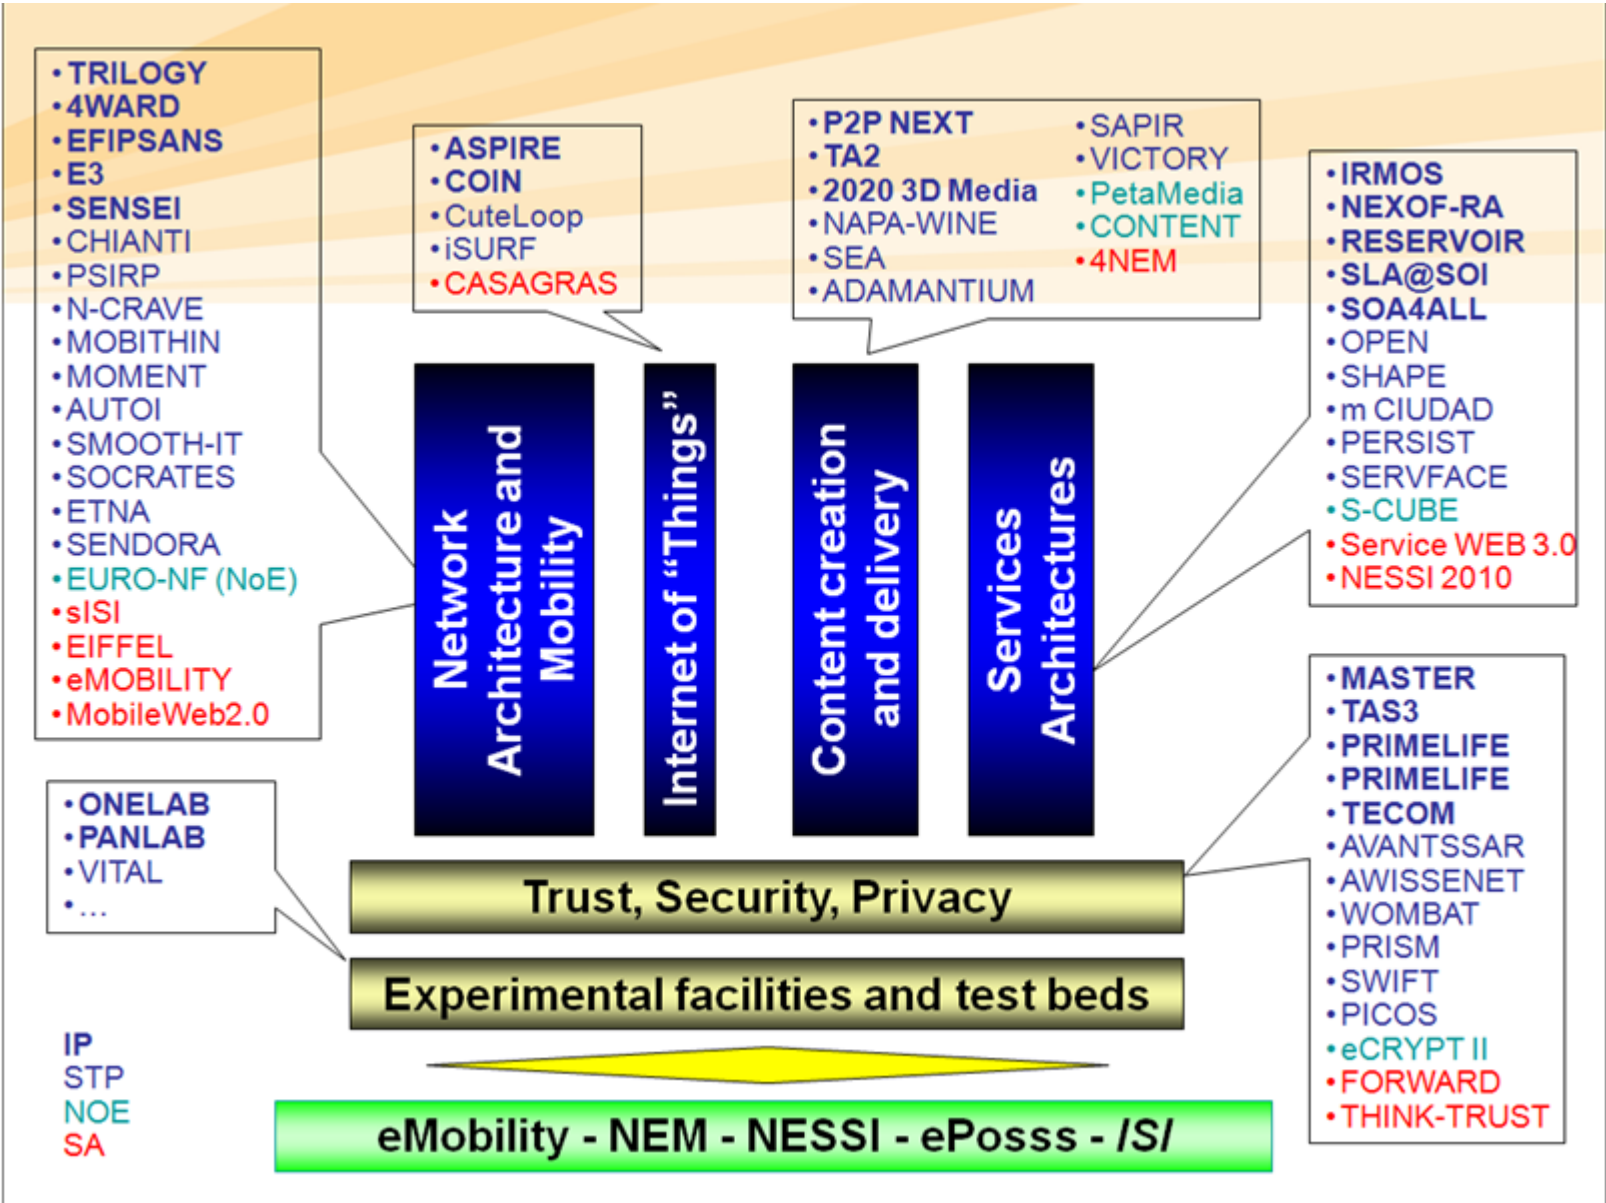 • TRILOGY
• 4WARD
• EFIPSANS
• E3
• SENSEI
• CHIANTI
• PSIRP
• N-CRAVE
• MOBITHIN
• MOMENT
• AUTOI
• SMOOTH-IT
• SOCRATES
• ETNA
• SENDORA
• EURO-NF (NoE)
• sISI
• EIFFEL
• eMOBILITY
• MobileWeb2.0
• ASPIRE
• COIN
• CuteLoop
• iSURF
• CASAGRAS
• P2P NEXT
• TA2
• 2020 3D Media
• NAPA-WINE
• SEA
• ADAMANTIUM
• SAPIR
• VICTORY
• PetaMedia
• CONTENT
• 4NEM
• IRMOS
• NEXOF-RA
• RESERVOIR
• SLA@SOI
• SOA4ALL
• OPEN
• SHAPE
• m CIUDAD
• PERSIST
• SERVFACE
• S-CUBE
• Service WEB 3.0
• NESSI 2010
Network
Architecture and
Mobility
Internet of “Things”
Content creation
and delivery
Services
Architectures
• MASTER
• TAS3
• PRIMELIFE
• PRIMELIFE
• TECOM
• AVANTSSAR
• AWISSENET
• WOMBAT
• PRISM
• SWIFT
• PICOS
• eCRYPT II
• FORWARD
• THINK-TRUST
• ONELAB
• PANLAB
• VITAL
• ...
Trust, Security, Privacy
Experimental facilities and test beds
IP
STP
NOE
SA
eMobility - NEM - NESSI - ePosss - ISI